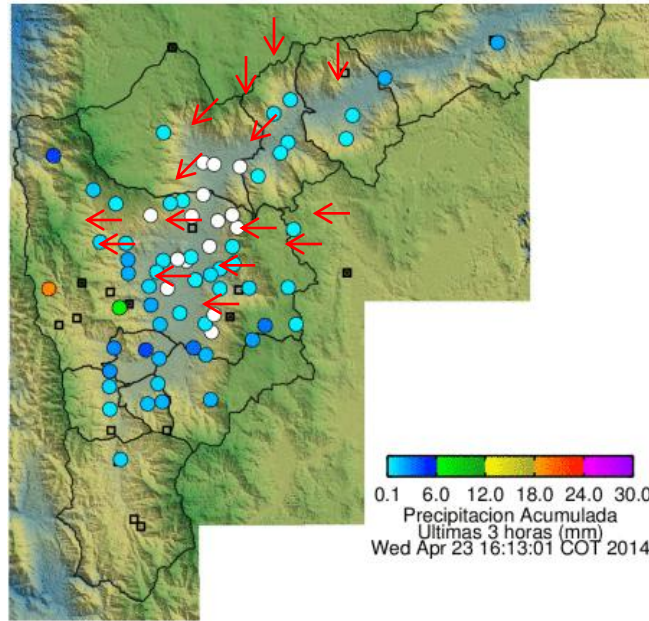 0.1 6.0 12.0 18.0 24.0 30.0
Precipitacion Acumulada
Ultimas 3 horas (mm)
Wed Apr 23 16:13:01 COT 2014